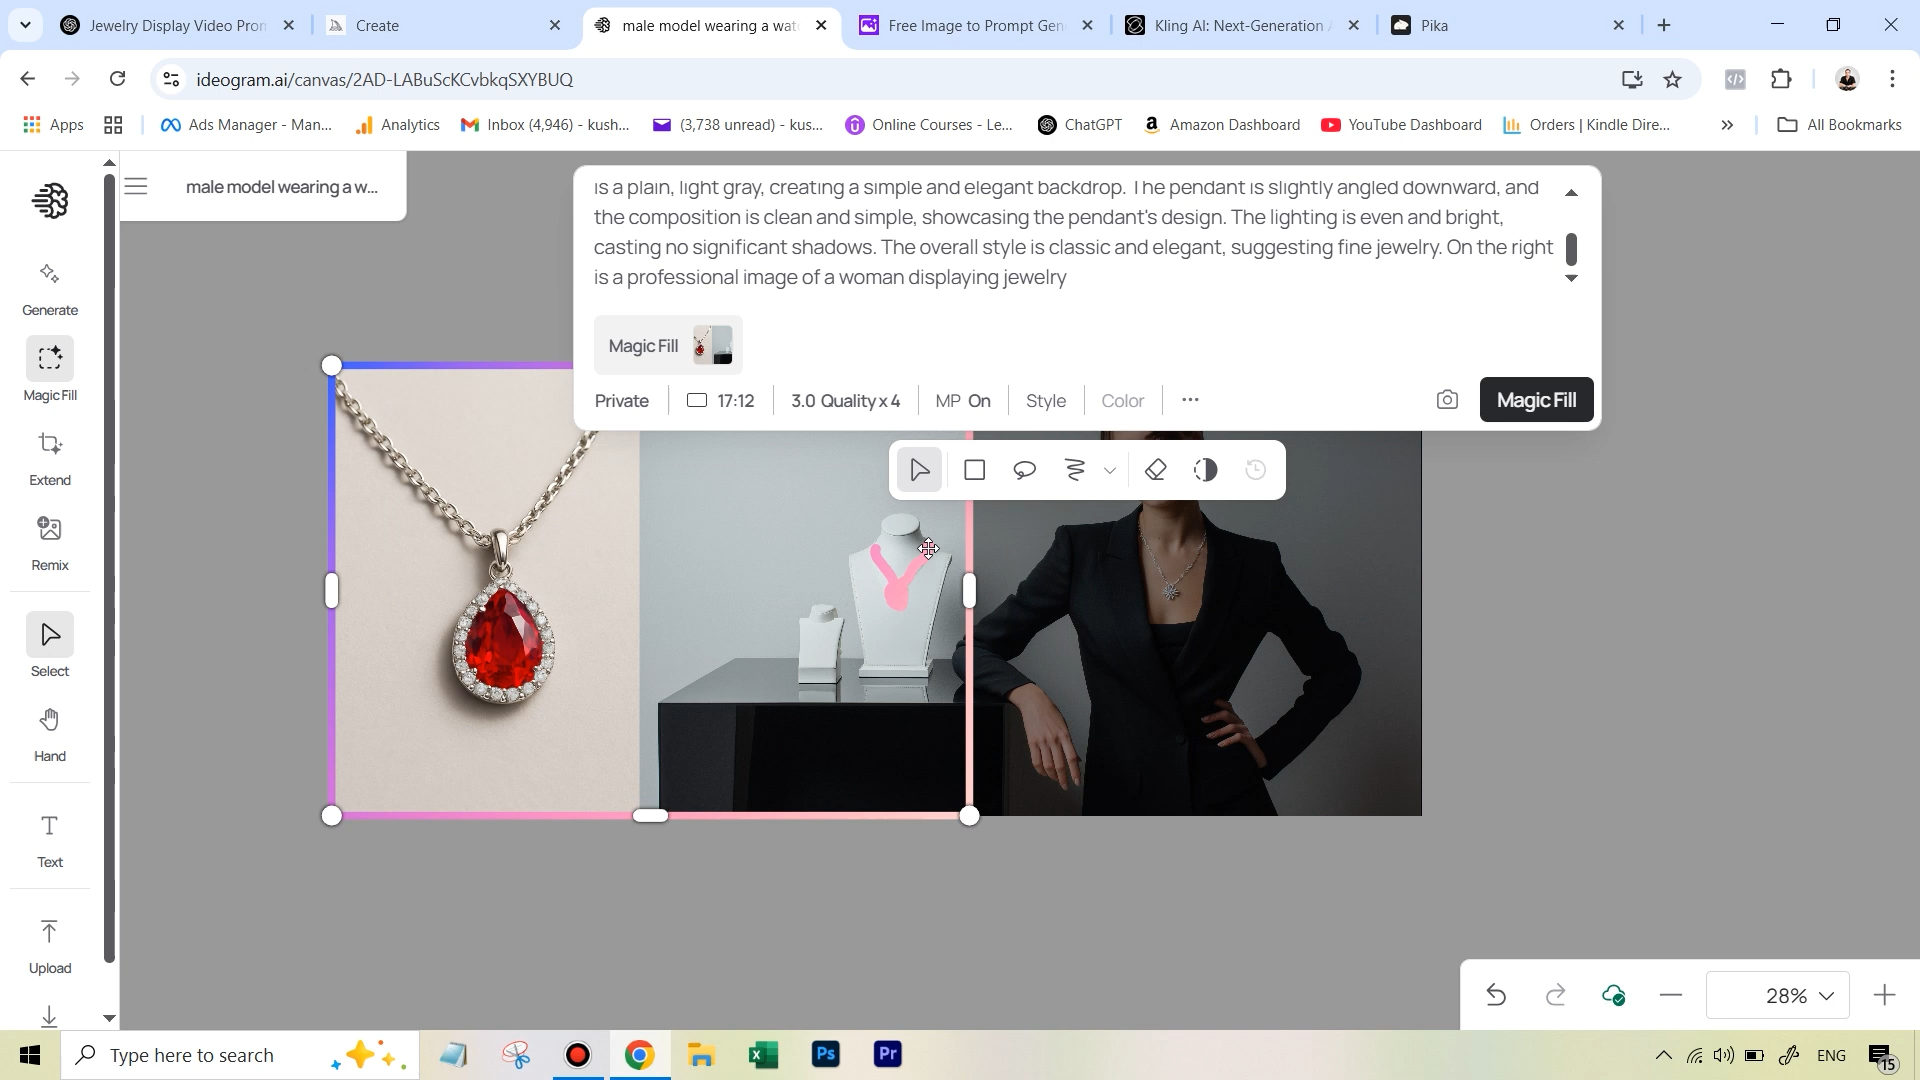 Jewelry Display Video Pron
Create
male model wearing a wat
Free Image to Prompt Gen
Kling AI: Next-Generation A
Pika
ideogram.ai/canvas/2AD-LABuScKCvbkqSXYBUQ
Apps
Ads Manager - Man...
Analytics
Inbox (4,946) - kush...
(3,738 unread) - kus...
Online Courses - Le...
ChatGPT
Amazon Dashboard
YouTube Dashboard
Orders | Kindle Dire...
All Bookmarks
male model wearing a w...
is a plain, light gray, creating a simple and elegant backdrop. The pendant is slightly angled downward, and
the composition is clean and simple, showcasing the pendant's design. The lighting is even and bright,
casting no significant shadows. The overall style is classic and elegant, suggesting fine jewelry. On the right
is a professional image of a woman displaying jewelry
Magic Fill
Private
17:12
3.0 Quality x 4
MP On
Style
Color
Magic Fill
Generate
Magic Fill
Extend
Remix
Select
Hand
Text
Upload
28%
Type here to search
Ps
Pr
ENG
15